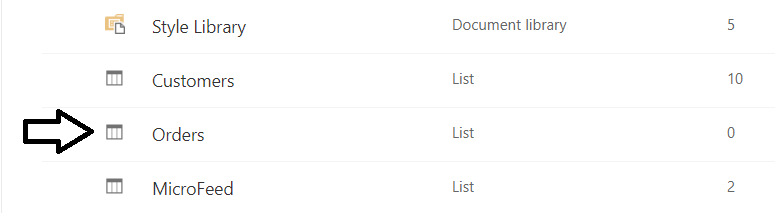 Style Library Document library 5
Customers List 10
Orders List 0
MicroFeed List 2